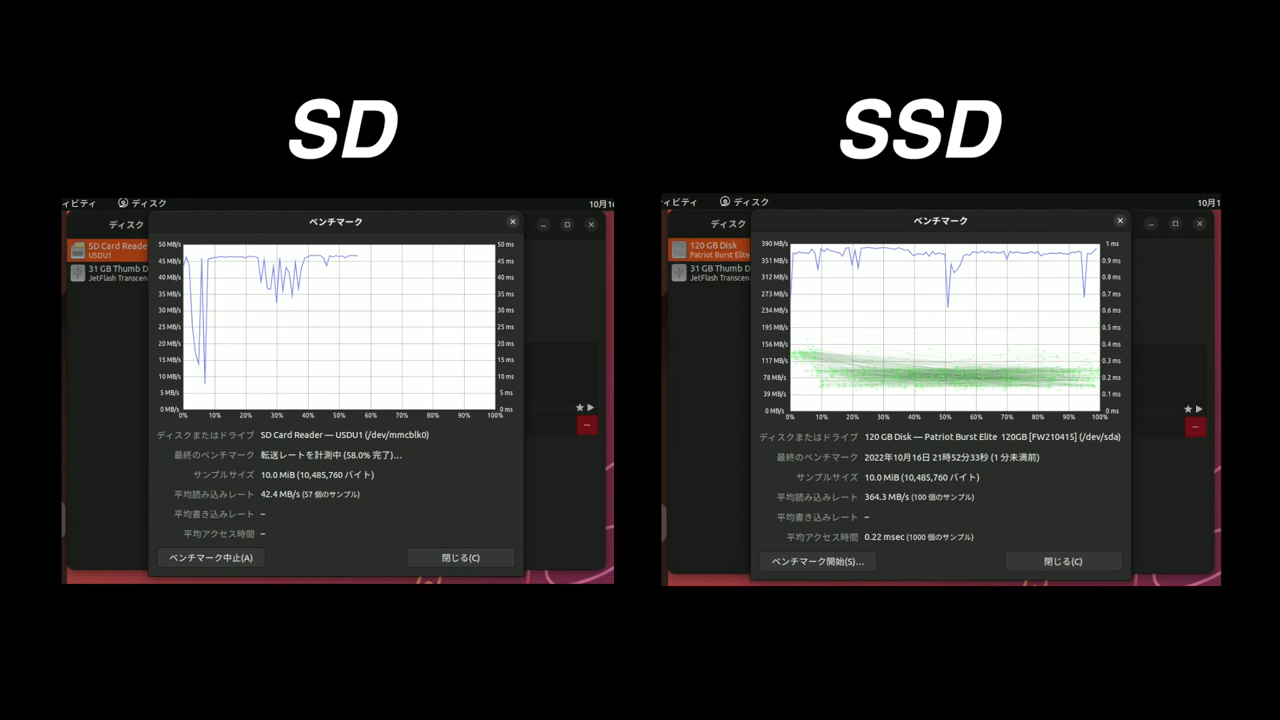 SD
SSD
ィビティ ディスク 10月1
ディスク
ベンチマーク
SD Card Reade
USDU1
31 GB Thumb D
JetFlash Transcen
50 MB/s
45 MB/s
40 MB/s
35 MB/s
30 MB/s
25 MB/s
20 MB/s
15 MB/s
10 MB/s
5 MB/s
0 MB/s
50 ms
45 ms
40 ms
35 ms
30 ms
25 ms
20 ms
15 ms
10 ms
5 ms
0 ms
0% 10% 20% 30% 40% 50% 60% 70% 80% 90% 100%
ディスクまたはドライブ SD Card Reader — USDU1 (/dev/mmcblk0)
最終のベンチマーク 転送レートを計測中 (58.0% 完了)...
サンプルサイズ 10.0 MiB (10,485,760 バイト)
平均読み込みレート 42.4 MB/s (57 個のサンプル)
平均書き込みレート –
平均アクセス時間 –
ベンチマーク中止(A) 閉じる(C)
ィビティ ディスク 10月1
ディスク
ベンチマーク
120 GB Disk
Patriot Burst Elite
31 GB Thumb D
JetFlash Transcen
390 MB/s
351 MB/s
312 MB/s
273 MB/s
234 MB/s
195 MB/s
156 MB/s
117 MB/s
78 MB/s
39 MB/s
0 MB/s
1 ms
0.9 ms
0.8 ms
0.7 ms
0.6 ms
0.5 ms
0.4 ms
0.3 ms
0.2 ms
0.1 ms
0 ms
0% 10% 20% 30% 40% 50% 60% 70% 80% 90% 100%
ディスクまたはドライブ 120 GB Disk — Patriot Burst Elite 120GB [FW210415] (/dev/sda)
最終のベンチマーク 2022年10月16日 21時52分33秒 (1 分未満前)
サンプルサイズ 10.0 MiB (10,485,760 バイト)
平均読み込みレート 364.3 MB/s (100 個のサンプル)
平均書き込みレート –
平均アクセス時間 0.22 msec (1000 個のサンプル)
ベンチマーク開始(S)... 閉じる(C)